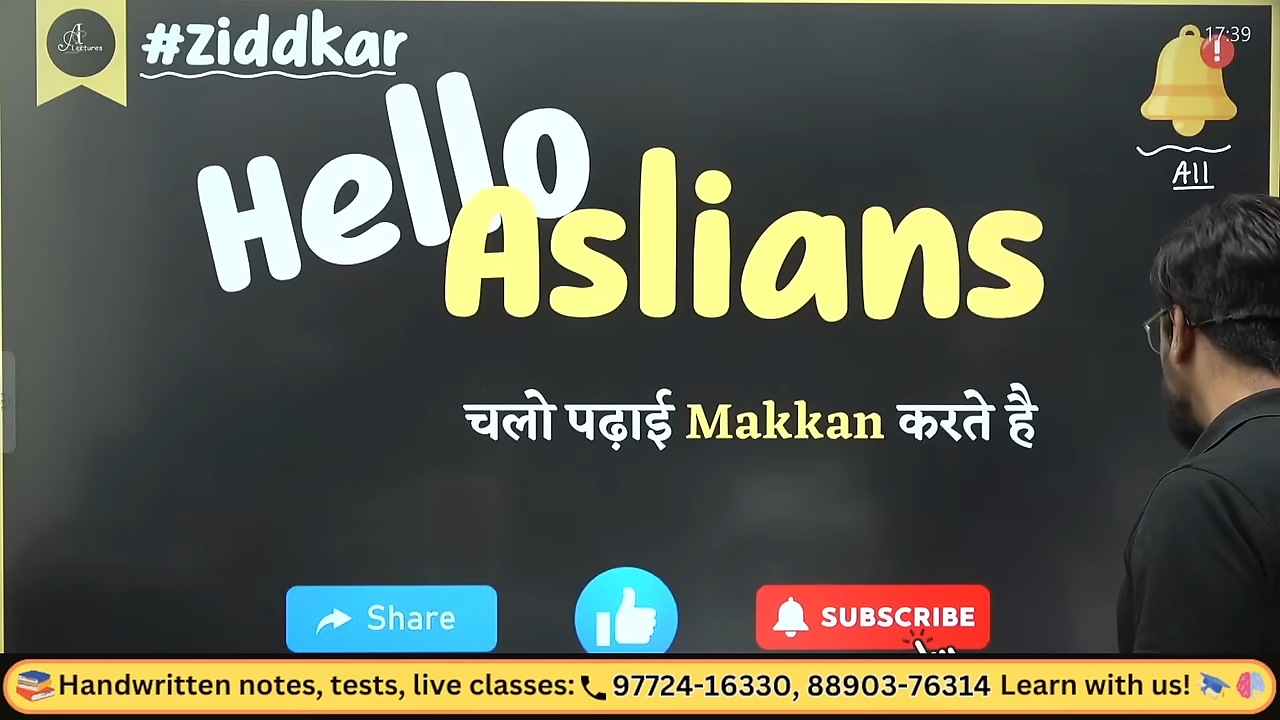 A Lectures
#ziddkar
17:39
Hello
Aslians
All
चलो पढ़ाई Makkan करते है
Share
SUBSCRIBE
Handwritten notes, tests, live classes: 97724-16330, 88903-76314 Learn with us!